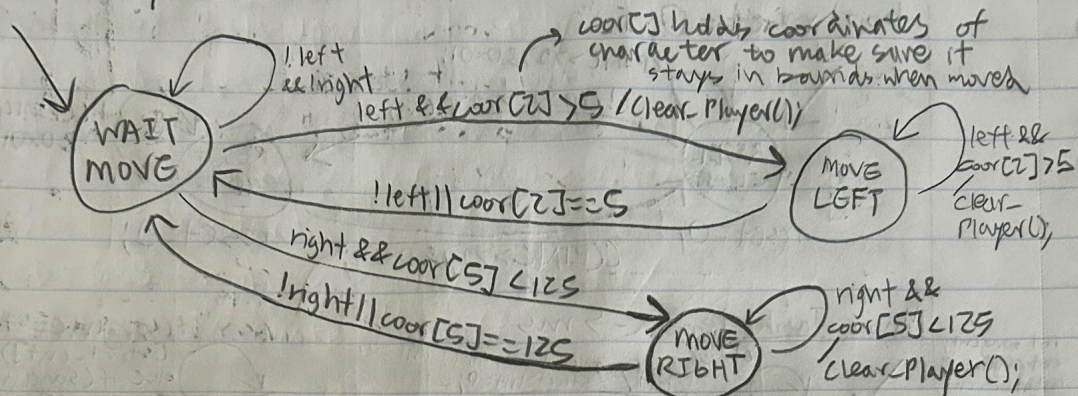 coor[] holds coordinates of
character to make sure it
stays in bounds when moved
!left
&&!right
left && coor[2]>5 / clear_Player();
WAIT
MOVE
MOVE
LEFT
left &&
coor[2]>5
/
clear_
Player();
!left || coor[2]==5
right && coor[5] <125
!right || coor[5]==125
MOVE
RIGHT
right &&
coor[5]<125
/
clear_Player();